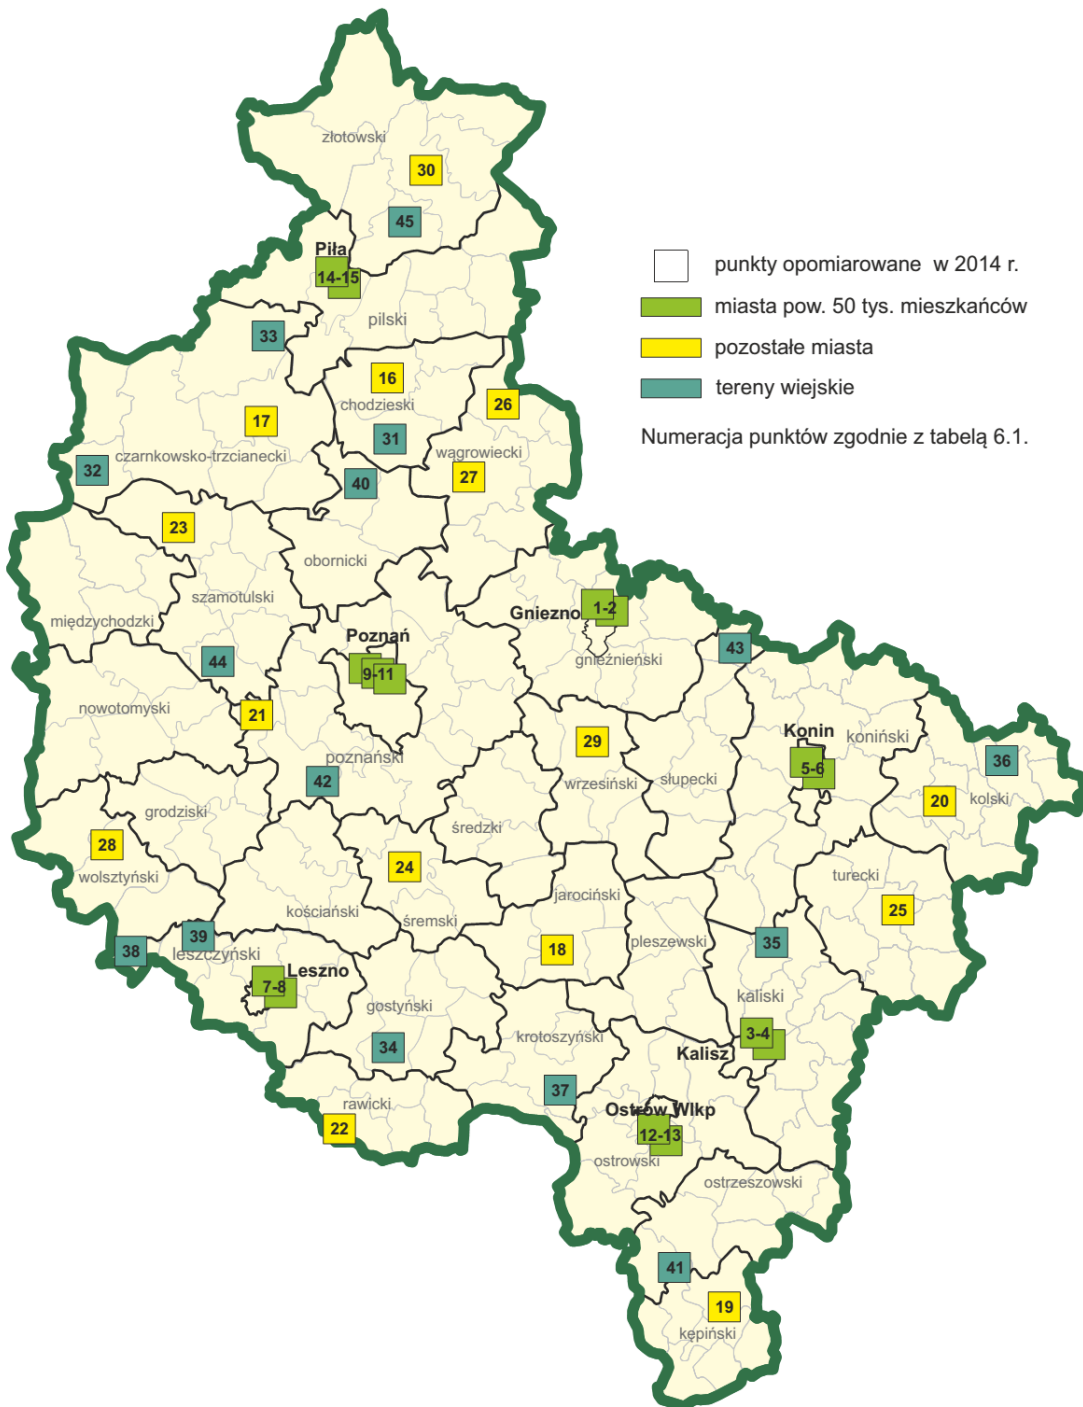 złotowski
30
45
Piła
14-15
pilski
33
16
chodzieski
26
17
31
wągrowiecki
czarnkowsko-trzcianecki
32
27
40
23
obornicki
szamotulski
międzychodzki
Gniezno
1-2
Poznań
gnieźnieński
43
44
9-11
nowotomyski
21
Konin
koniński
29
poznański
5-6
36
42
wrzesiński
słupecki
20
kolski
grodziski
średzki
28
24
wolsztyński
jarociński
turecki
kościański
śremski
25
39
38
leszczyński
18
pleszewski
35
Leszno
7-8
kaliski
gostyński
krotoszyński
3-4
34
Kalisz
37
rawicki
Ostrów Wlkp
22
12-13
ostrowski
ostrzeszowski
41
19
kępiński
punkty opomiarowane w 2014 r.
miasta pow. 50 tys. mieszkańców
pozostałe miasta
tereny wiejskie
Numeracja punktów zgodnie z tabelą 6.1.